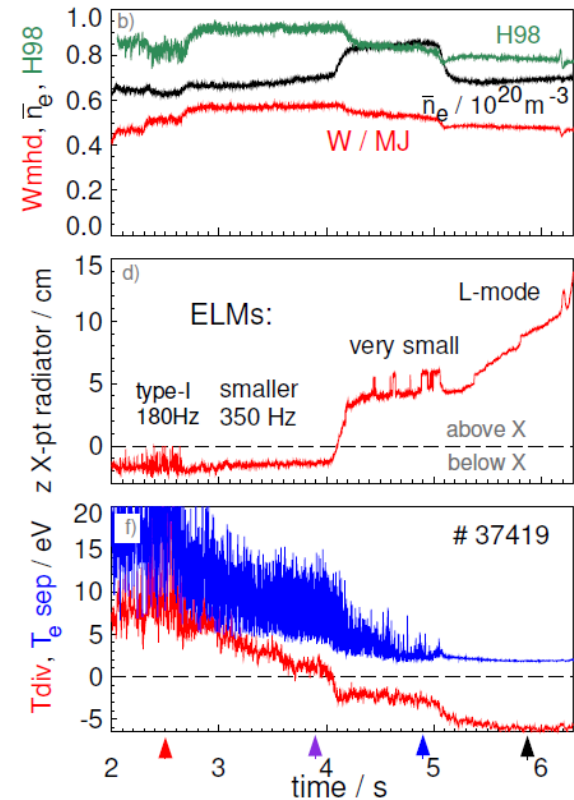 b)
1.0
0.8
0.6
0.4
0.2
0.0
Wmhd, n̄e, H98
H98
n̄e / 10²⁰m⁻³
W / MJ
d)
15
10
5
0
z X-pt radiator / cm
ELMs:
L-mode
very small
type-I smaller
180Hz 350 Hz
above X
below X
f)
20
15
10
5
0
-5
Tdiv, T_e sep / eV
# 37419
2 3 4 5 6
time / s